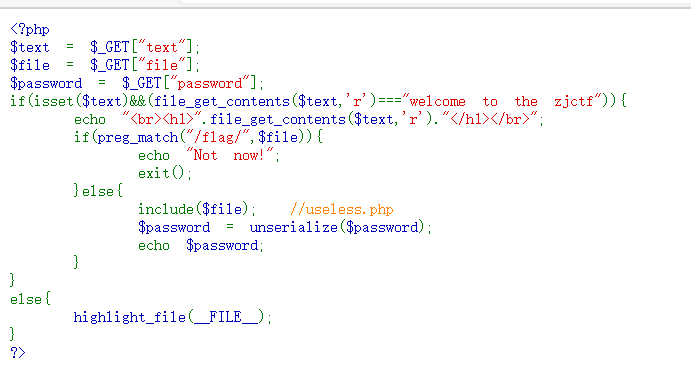 <?php
$text = $_GET["text"];
$file = $_GET["file"];
$password = $_GET["password"];
if(isset($text)&&(file_get_contents($text,'r')==="welcome to the zjctf")){
    echo "<br><h1>".file_get_contents($text,'r')."</h1></br>";
    if(preg_match("/flag/",$file)){
        echo "Not now!";
        exit();
    }else{
        include($file);  //useless.php
        $password = unserialize($password);
        echo $password;
    }
}
else{
    highlight_file(__FILE__);
}
?>